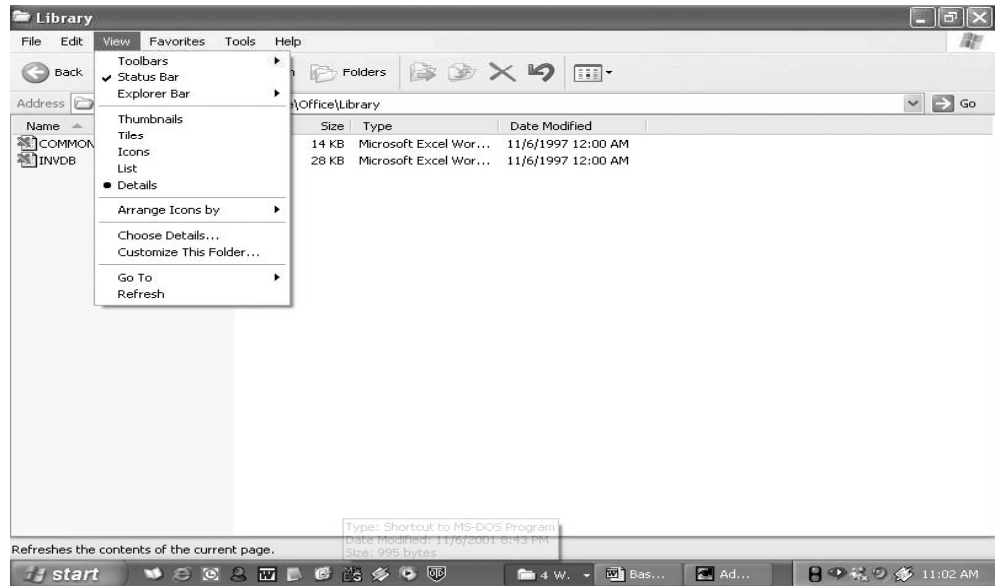 Library
File Edit View Favorites Tools Help
Back Folders
Toolbars
Status Bar
Explorer Bar
Thumbnails
Tiles
Icons
List
Details
Arrange Icons by
Choose Details...
Customize This Folder...
Go To
Refresh
Address e\Office\Library Go
Name Size Type Date Modified
COMMON 14 KB Microsoft Excel Wor... 11/6/1997 12:00 AM
INVDB 28 KB Microsoft Excel Wor... 11/6/1997 12:00 AM
Type: Shortcut to MS-DOS Program
Date Modified: 11/6/2001 8:43 PM
Size: 995 bytes
Refreshes the contents of the current page.
start 4 W. Bas... Ad... 11:02 AM